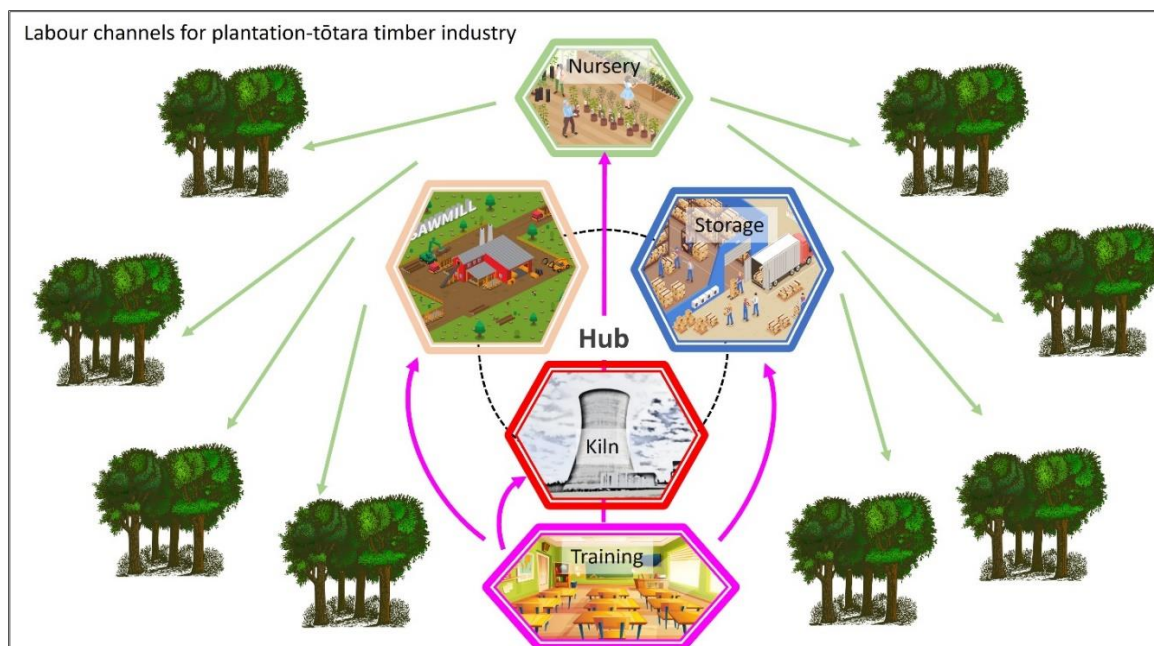 Labour channels for plantation-tōtara timber industry
Nursery
SAWMILL
Storage
Hub
Kiln
Training